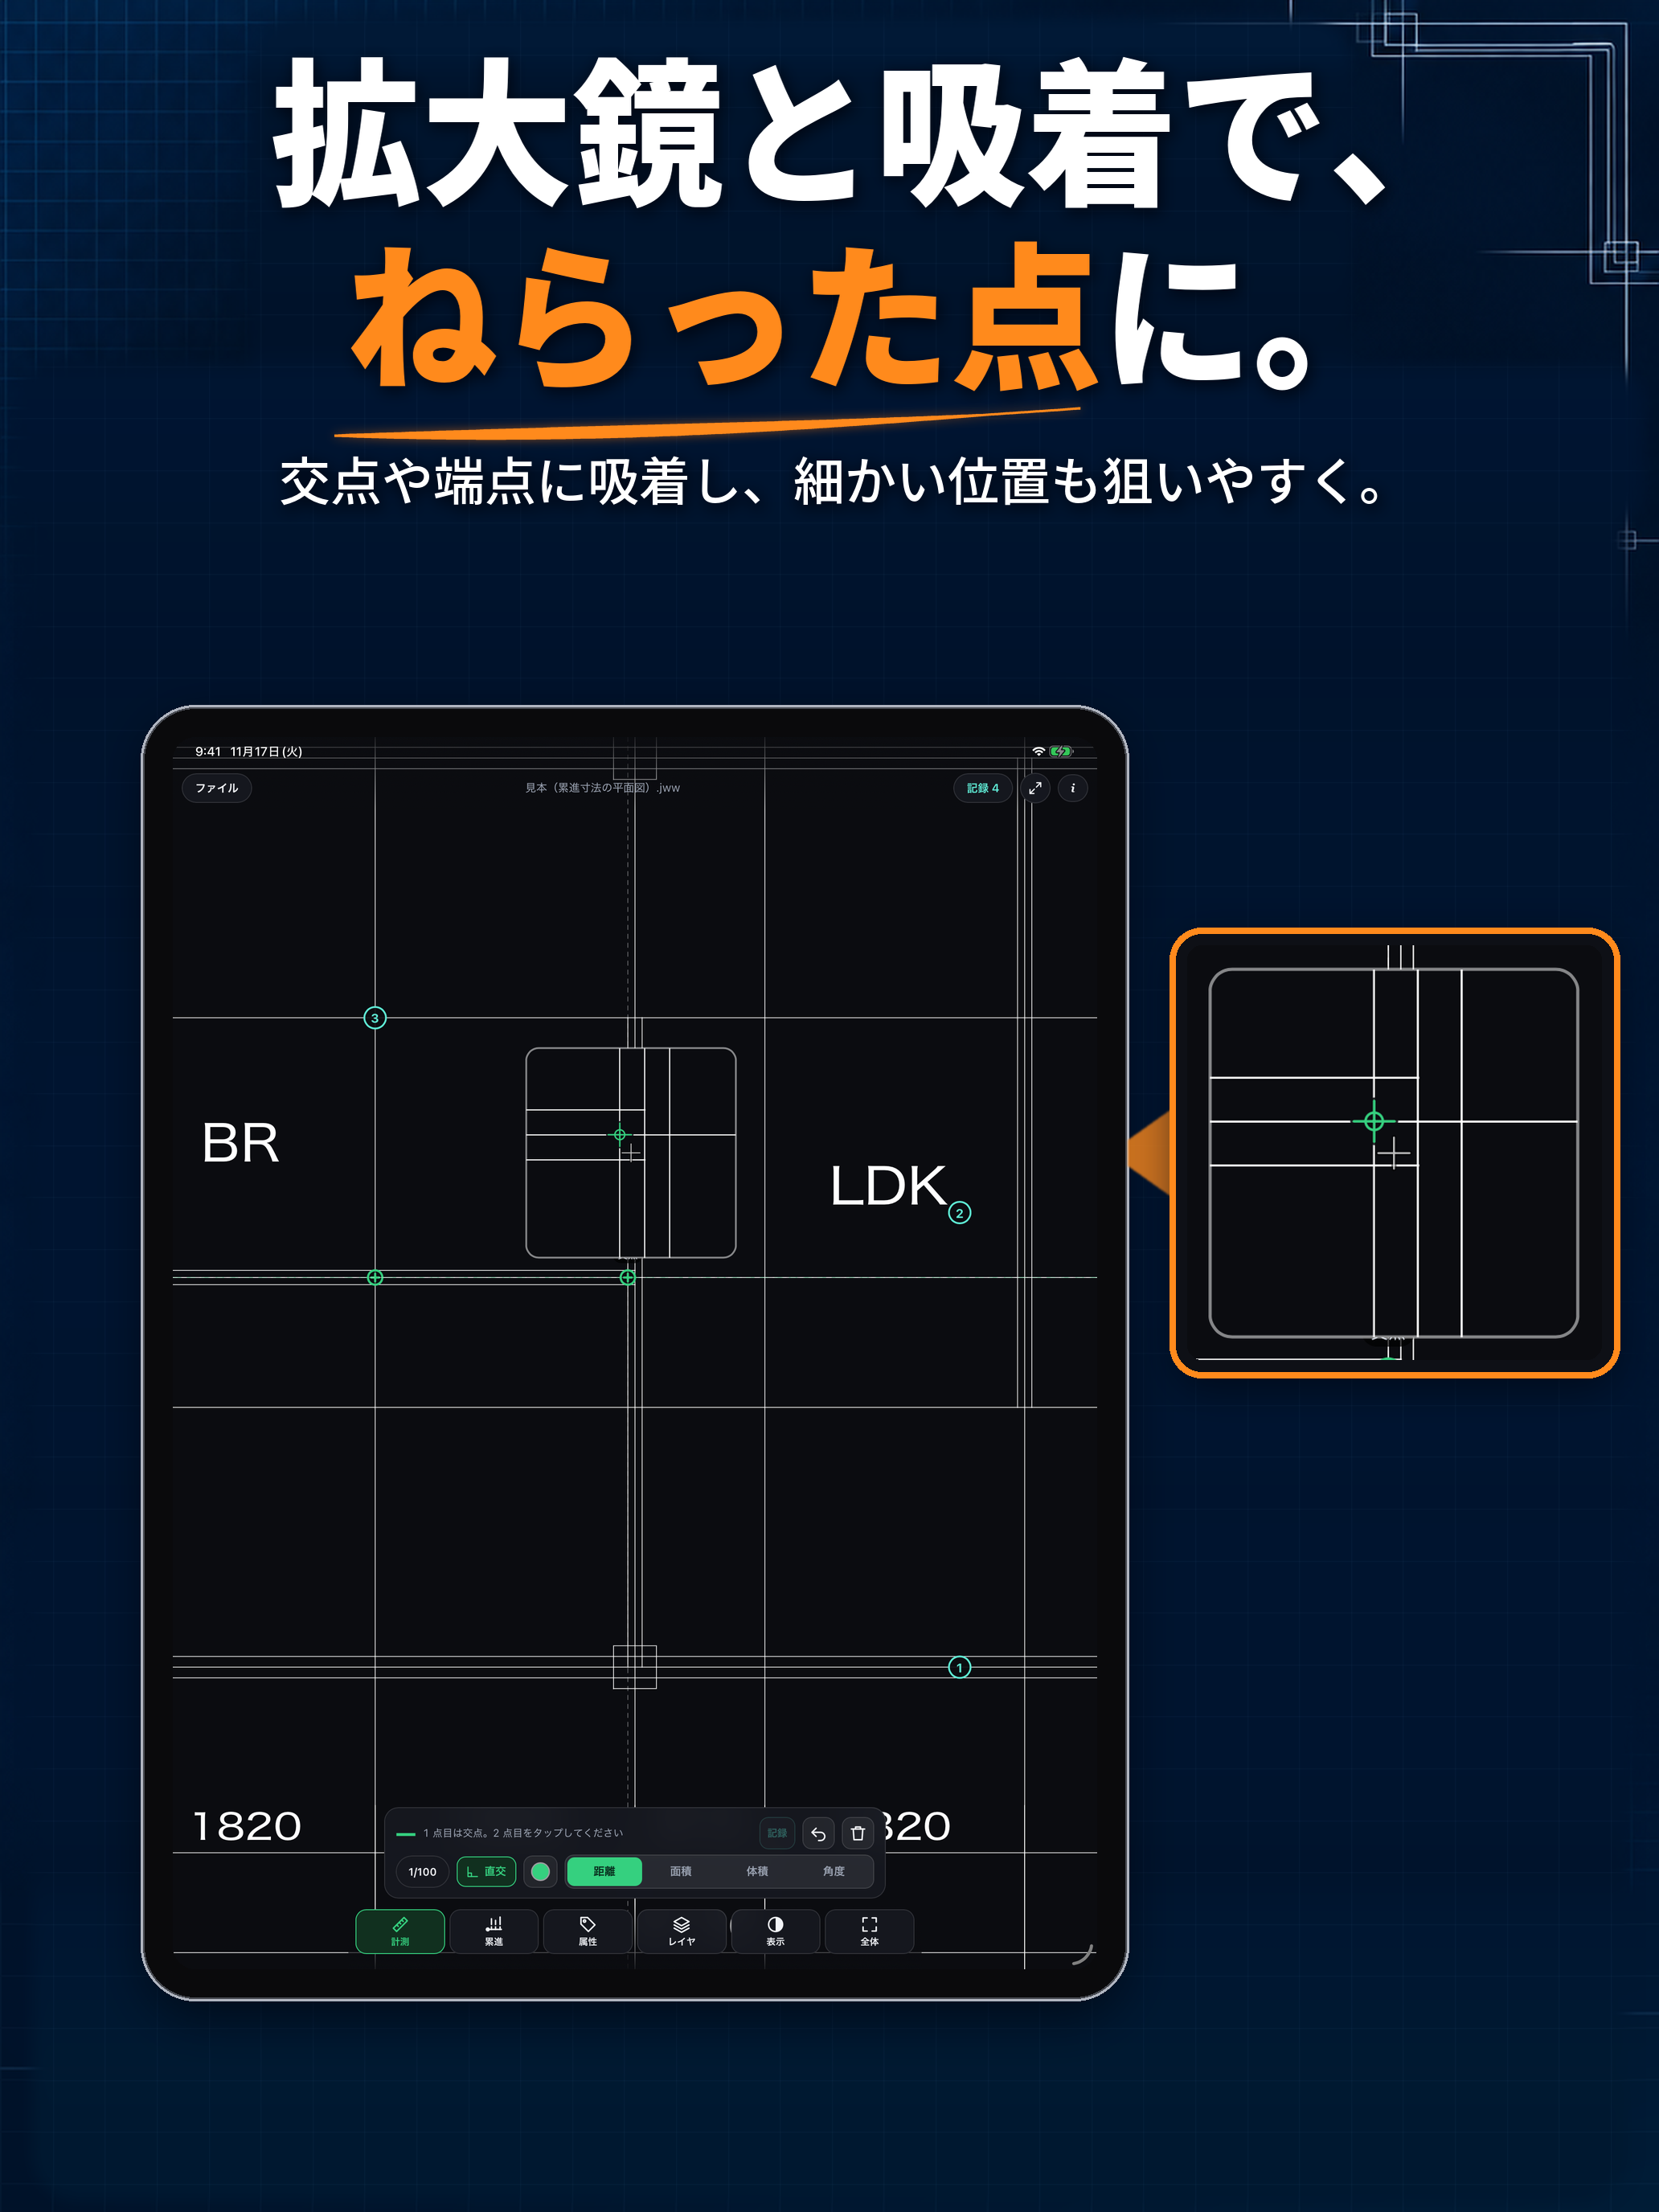 拡大鏡と吸着で、
ねらった点に。
交点や端点に吸着し、細かい位置も狙いやすく。
9:41 11月17日(火)
ファイル
見本（累進寸法の平面図）.jww
記録 4
i
3
BR
LDK
2
1
1820
820
1 点目は交点。2 点目をタップしてください
記録
1/100
直交
距離
面積
体積
角度
計測
累進
属性
レイヤ
表示
全体